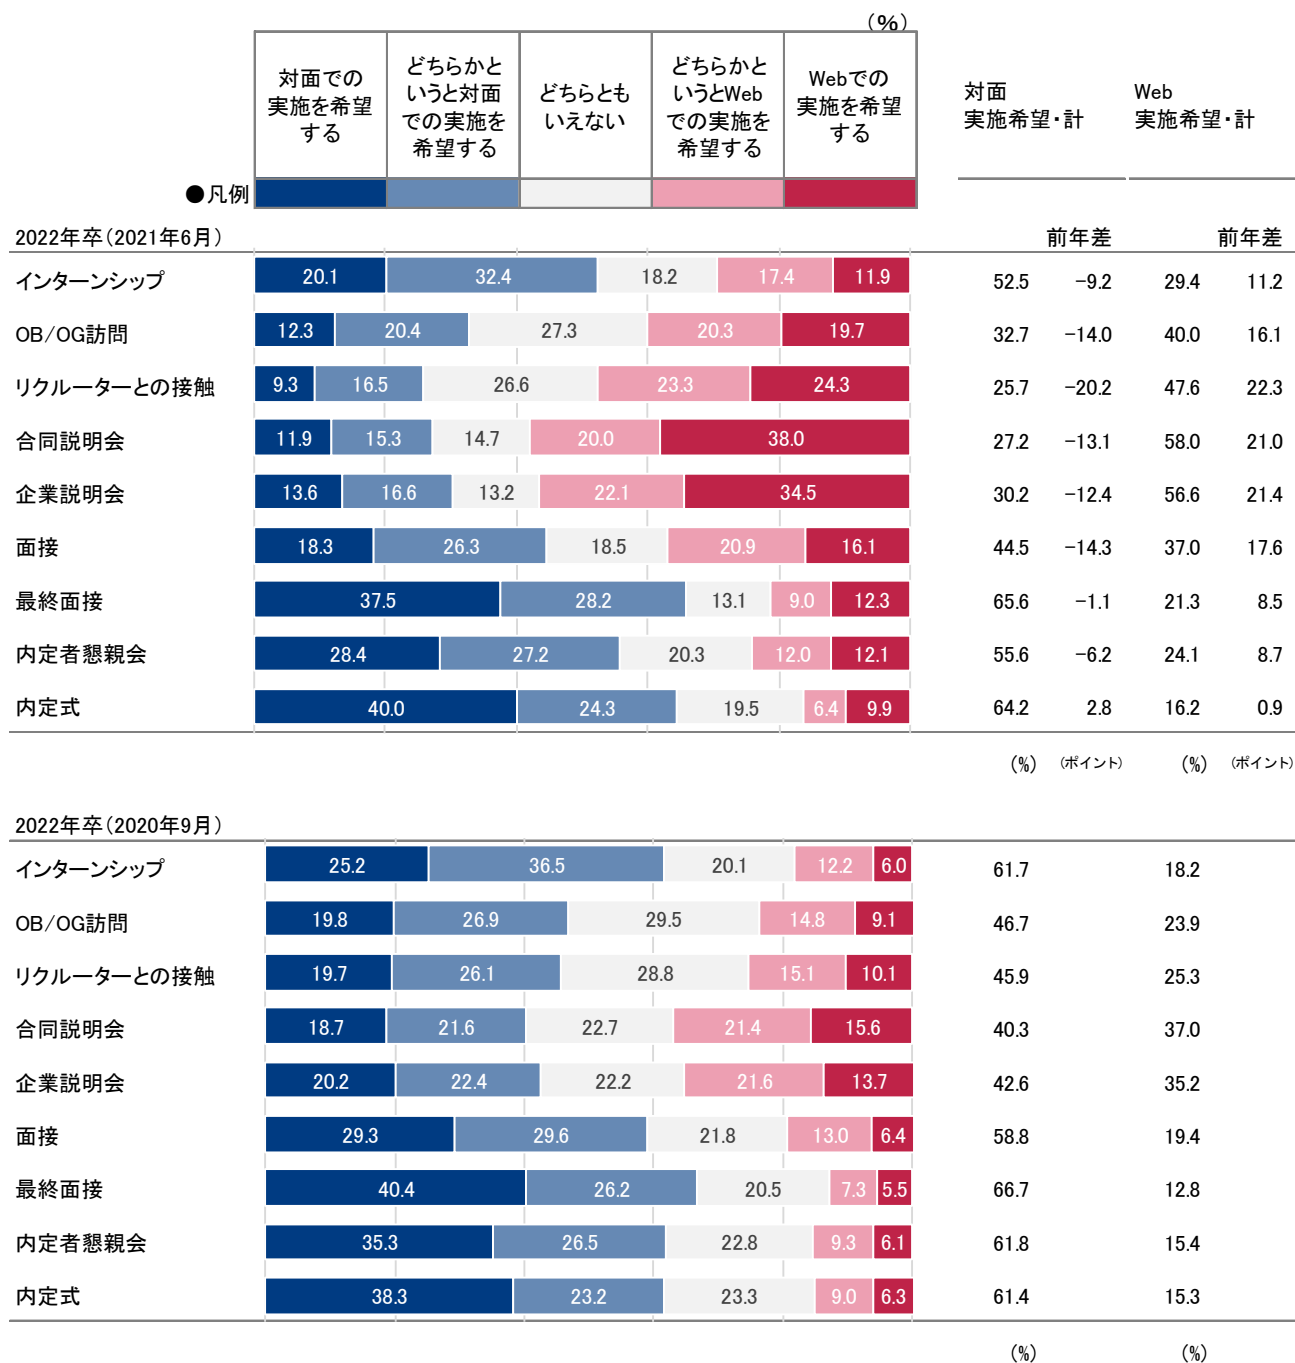 (%)
対面での
実施を希望
する
どちらかと
いうと対面
での実施を
希望する
どちらとも
いえない
どちらかと
いうとWeb
での実施を
希望する
Webでの
実施を希望
する
対面
実施希望・計
Web
実施希望・計
●凡例
2022年卒(2021年6月) 前年差 前年差
インターンシップ 20.1 32.4 18.2 17.4 11.9 52.5 −9.2 29.4 11.2
OB/OG訪問 12.3 20.4 27.3 20.3 19.7 32.7 −14.0 40.0 16.1
リクルーターとの接触 9.3 16.5 26.6 23.3 24.3 25.7 −20.2 47.6 22.3
合同説明会 11.9 15.3 14.7 20.0 38.0 27.2 −13.1 58.0 21.0
企業説明会 13.6 16.6 13.2 22.1 34.5 30.2 −12.4 56.6 21.4
面接 18.3 26.3 18.5 20.9 16.1 44.5 −14.3 37.0 17.6
最終面接 37.5 28.2 13.1 9.0 12.3 65.6 −1.1 21.3 8.5
内定者懇親会 28.4 27.2 20.3 12.0 12.1 55.6 −6.2 24.1 8.7
内定式 40.0 24.3 19.5 6.4 9.9 64.2 2.8 16.2 0.9
(%) (ポイント) (%) (ポイント)
2022年卒(2020年9月)
インターンシップ 25.2 36.5 20.1 12.2 6.0 61.7 18.2
OB/OG訪問 19.8 26.9 29.5 14.8 9.1 46.7 23.9
リクルーターとの接触 19.7 26.1 28.8 15.1 10.1 45.9 25.3
合同説明会 18.7 21.6 22.7 21.4 15.6 40.3 37.0
企業説明会 20.2 22.4 22.2 21.6 13.7 42.6 35.2
面接 29.3 29.6 21.8 13.0 6.4 58.8 19.4
最終面接 40.4 26.2 20.5 7.3 5.5 66.7 12.8
内定者懇親会 35.3 26.5 22.8 9.3 6.1 61.8 15.4
内定式 38.3 23.2 23.3 9.0 6.3 61.4 15.3
(%) (%)